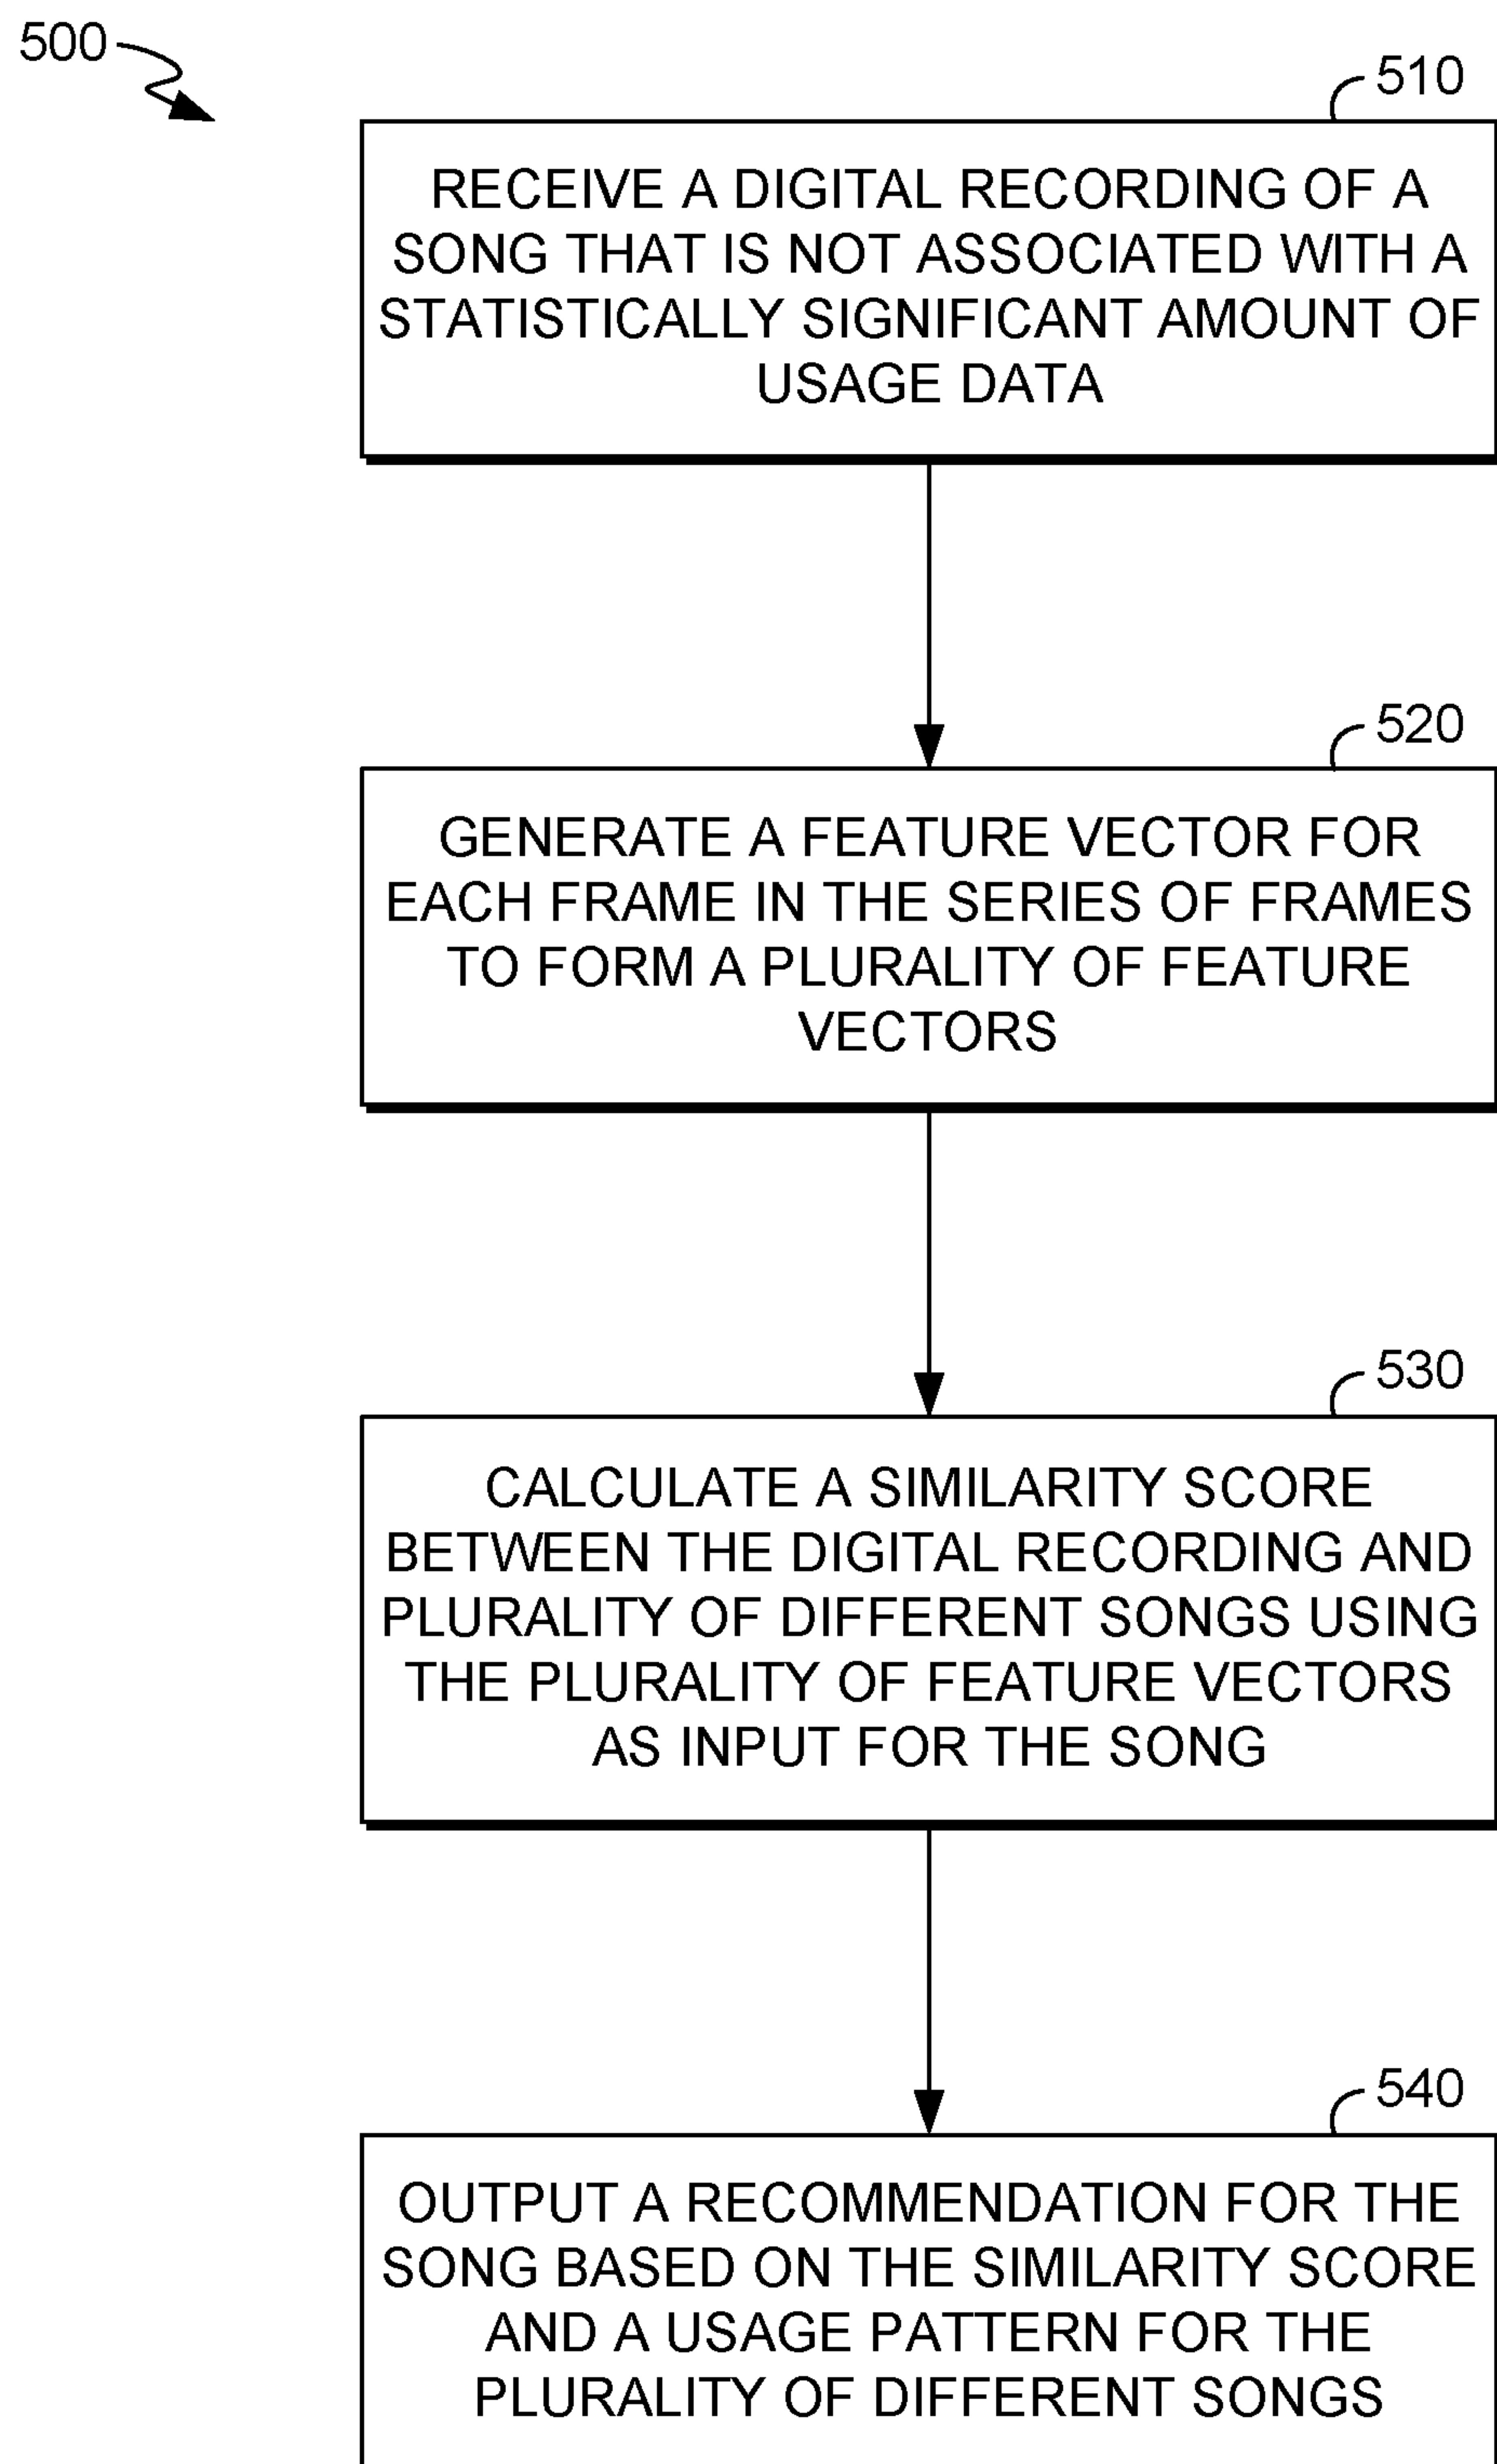 500
510
RECEIVE A DIGITAL RECORDING OF A
SONG THAT IS NOT ASSOCIATED WITH A
STATISTICALLY SIGNIFICANT AMOUNT OF
USAGE DATA
520
GENERATE A FEATURE VECTOR FOR
EACH FRAME IN THE SERIES OF FRAMES
TO FORM A PLURALITY OF FEATURE
VECTORS
530
CALCULATE A SIMILARITY SCORE
BETWEEN THE DIGITAL RECORDING AND
PLURALITY OF DIFFERENT SONGS USING
THE PLURALITY OF FEATURE VECTORS
AS INPUT FOR THE SONG
540
OUTPUT A RECOMMENDATION FOR THE
SONG BASED ON THE SIMILARITY SCORE
AND A USAGE PATTERN FOR THE
PLURALITY OF DIFFERENT SONGS